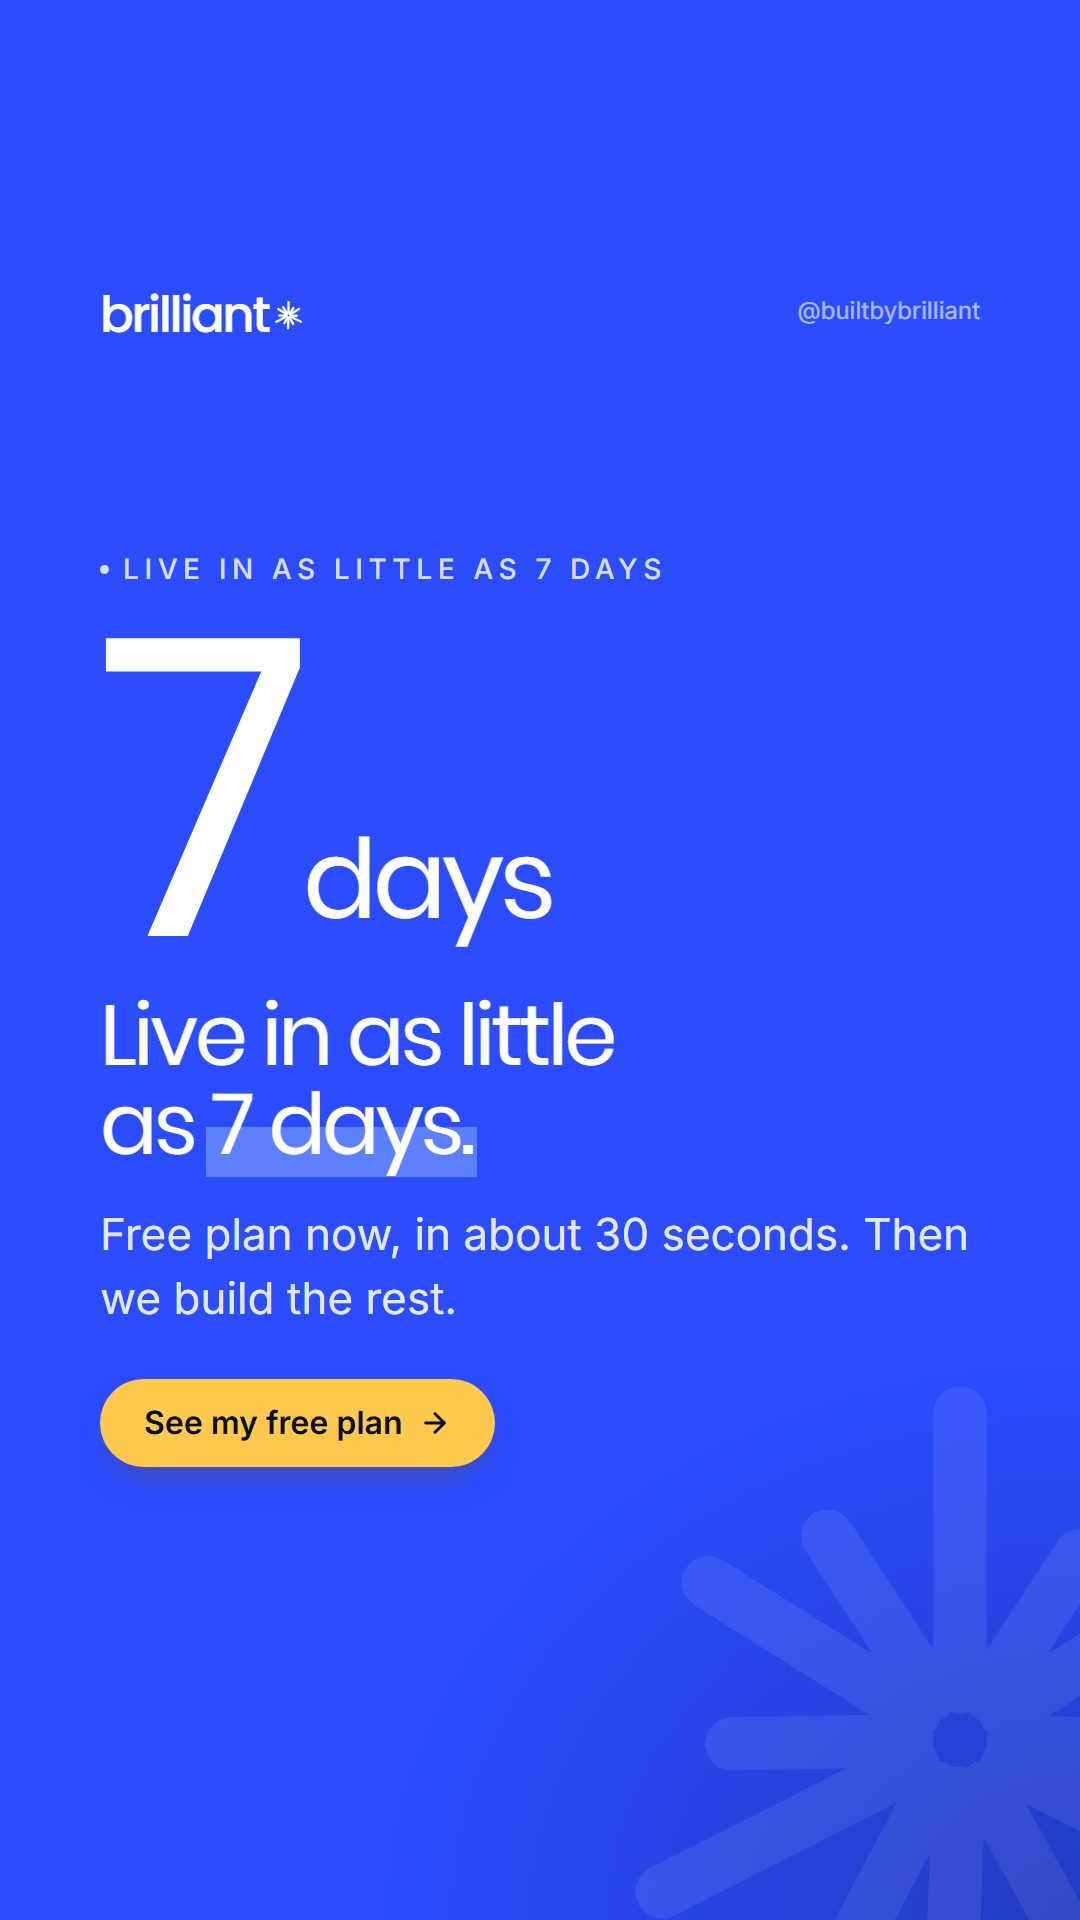 brilliant
@builtbybrilliant
• LIVE IN AS LITTLE AS 7 DAYS
7 days
Live in as little
as 7 days.
Free plan now, in about 30 seconds. Then
we build the rest.
See my free plan →